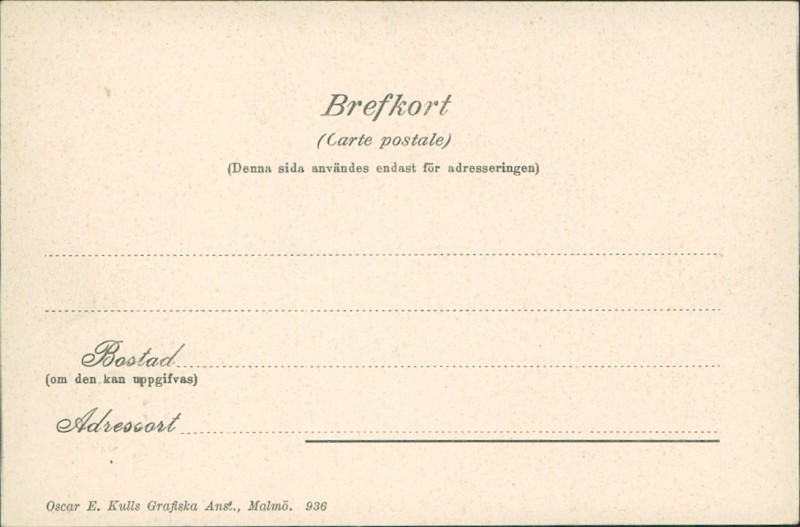 Brefkort
(Carte postale)
(Denna sida användes endast för adresseringen)
Bostad
(om den kan uppgifvas)
Adressort
Oscar E. Kulls Grafiska Anst., Malmö. 936